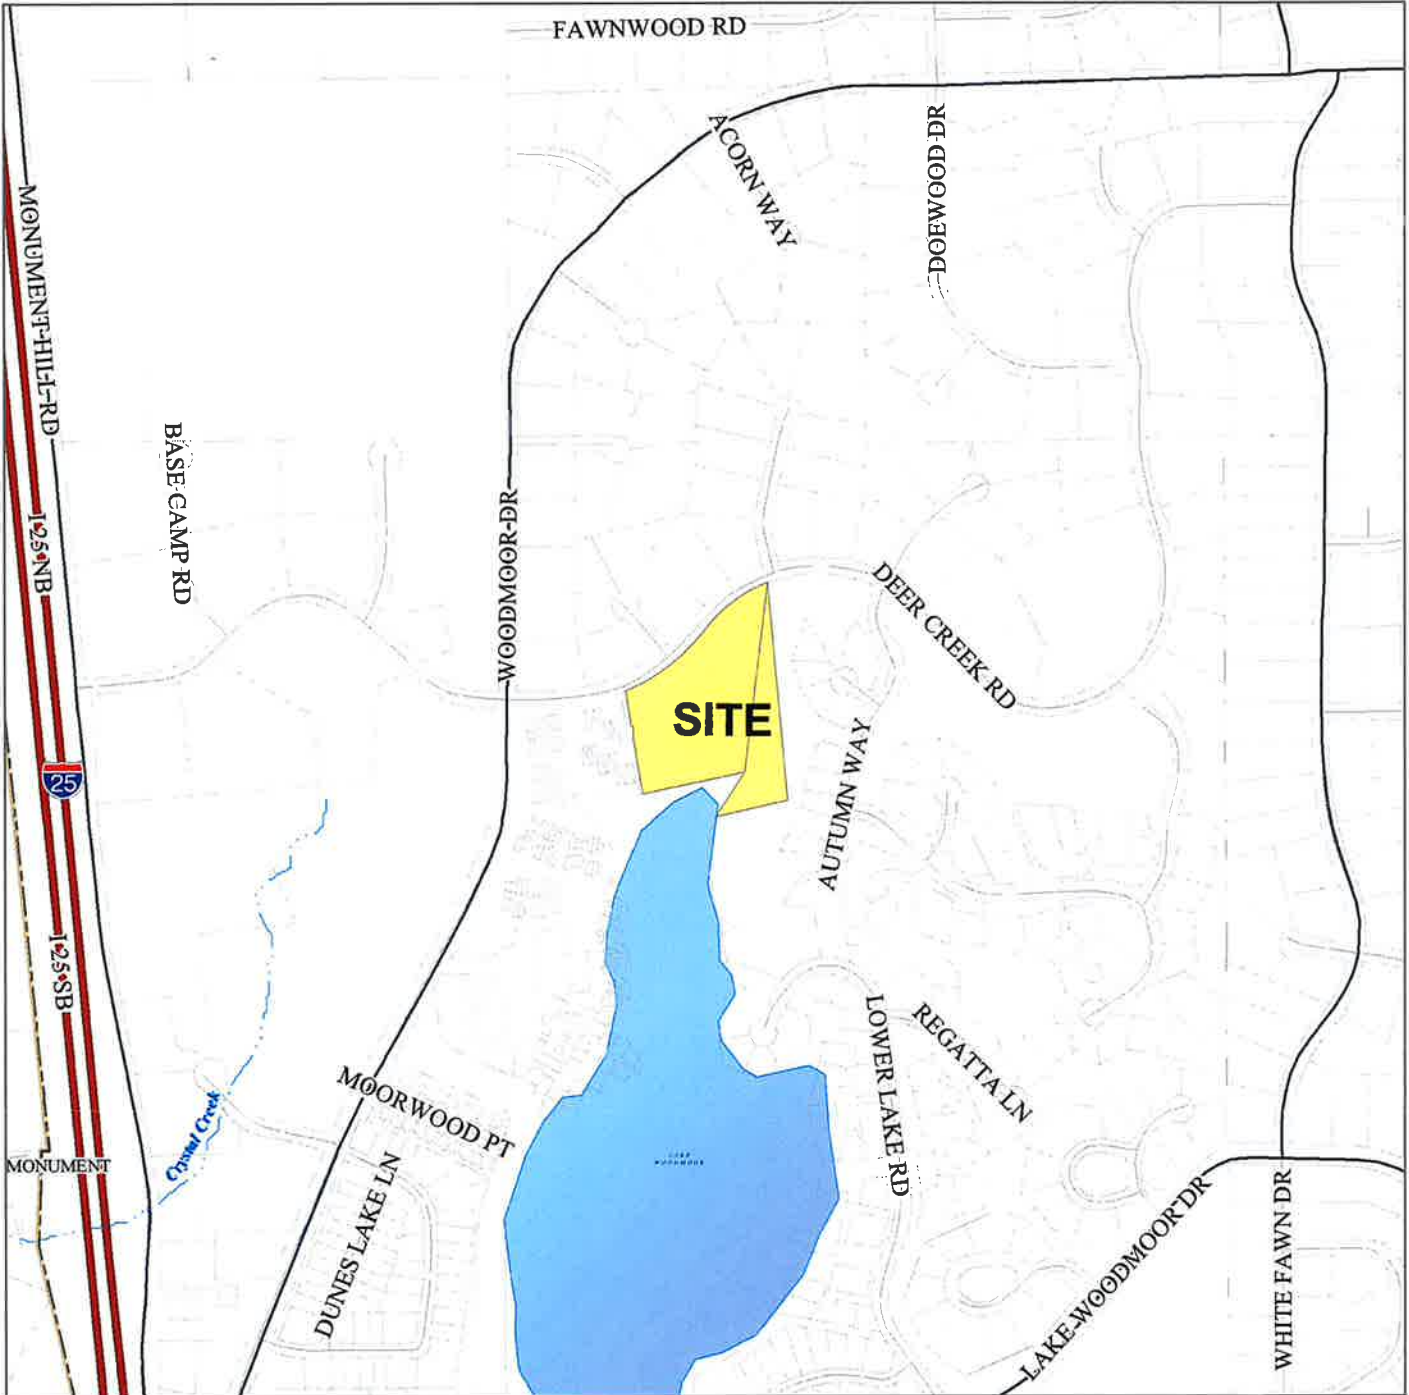 FAWNWOOD RD
ACORN WAY
DOEWOOD DR
MONUMENT HILL RD
BASE CAMP RD
I-25 NB
WOODMOOR DR
DEER CREEK RD
SITE
25
AUTUMN WAY
I-25 SB
LOWER LAKE RD
REGATTA LN
MOORWOOD PT
Crystal Creek
MONUMENT
LAKE
WOODMOOR
DUNES LAKE LN
LAKE WOODMOOR DR
WHITE FAWN DR